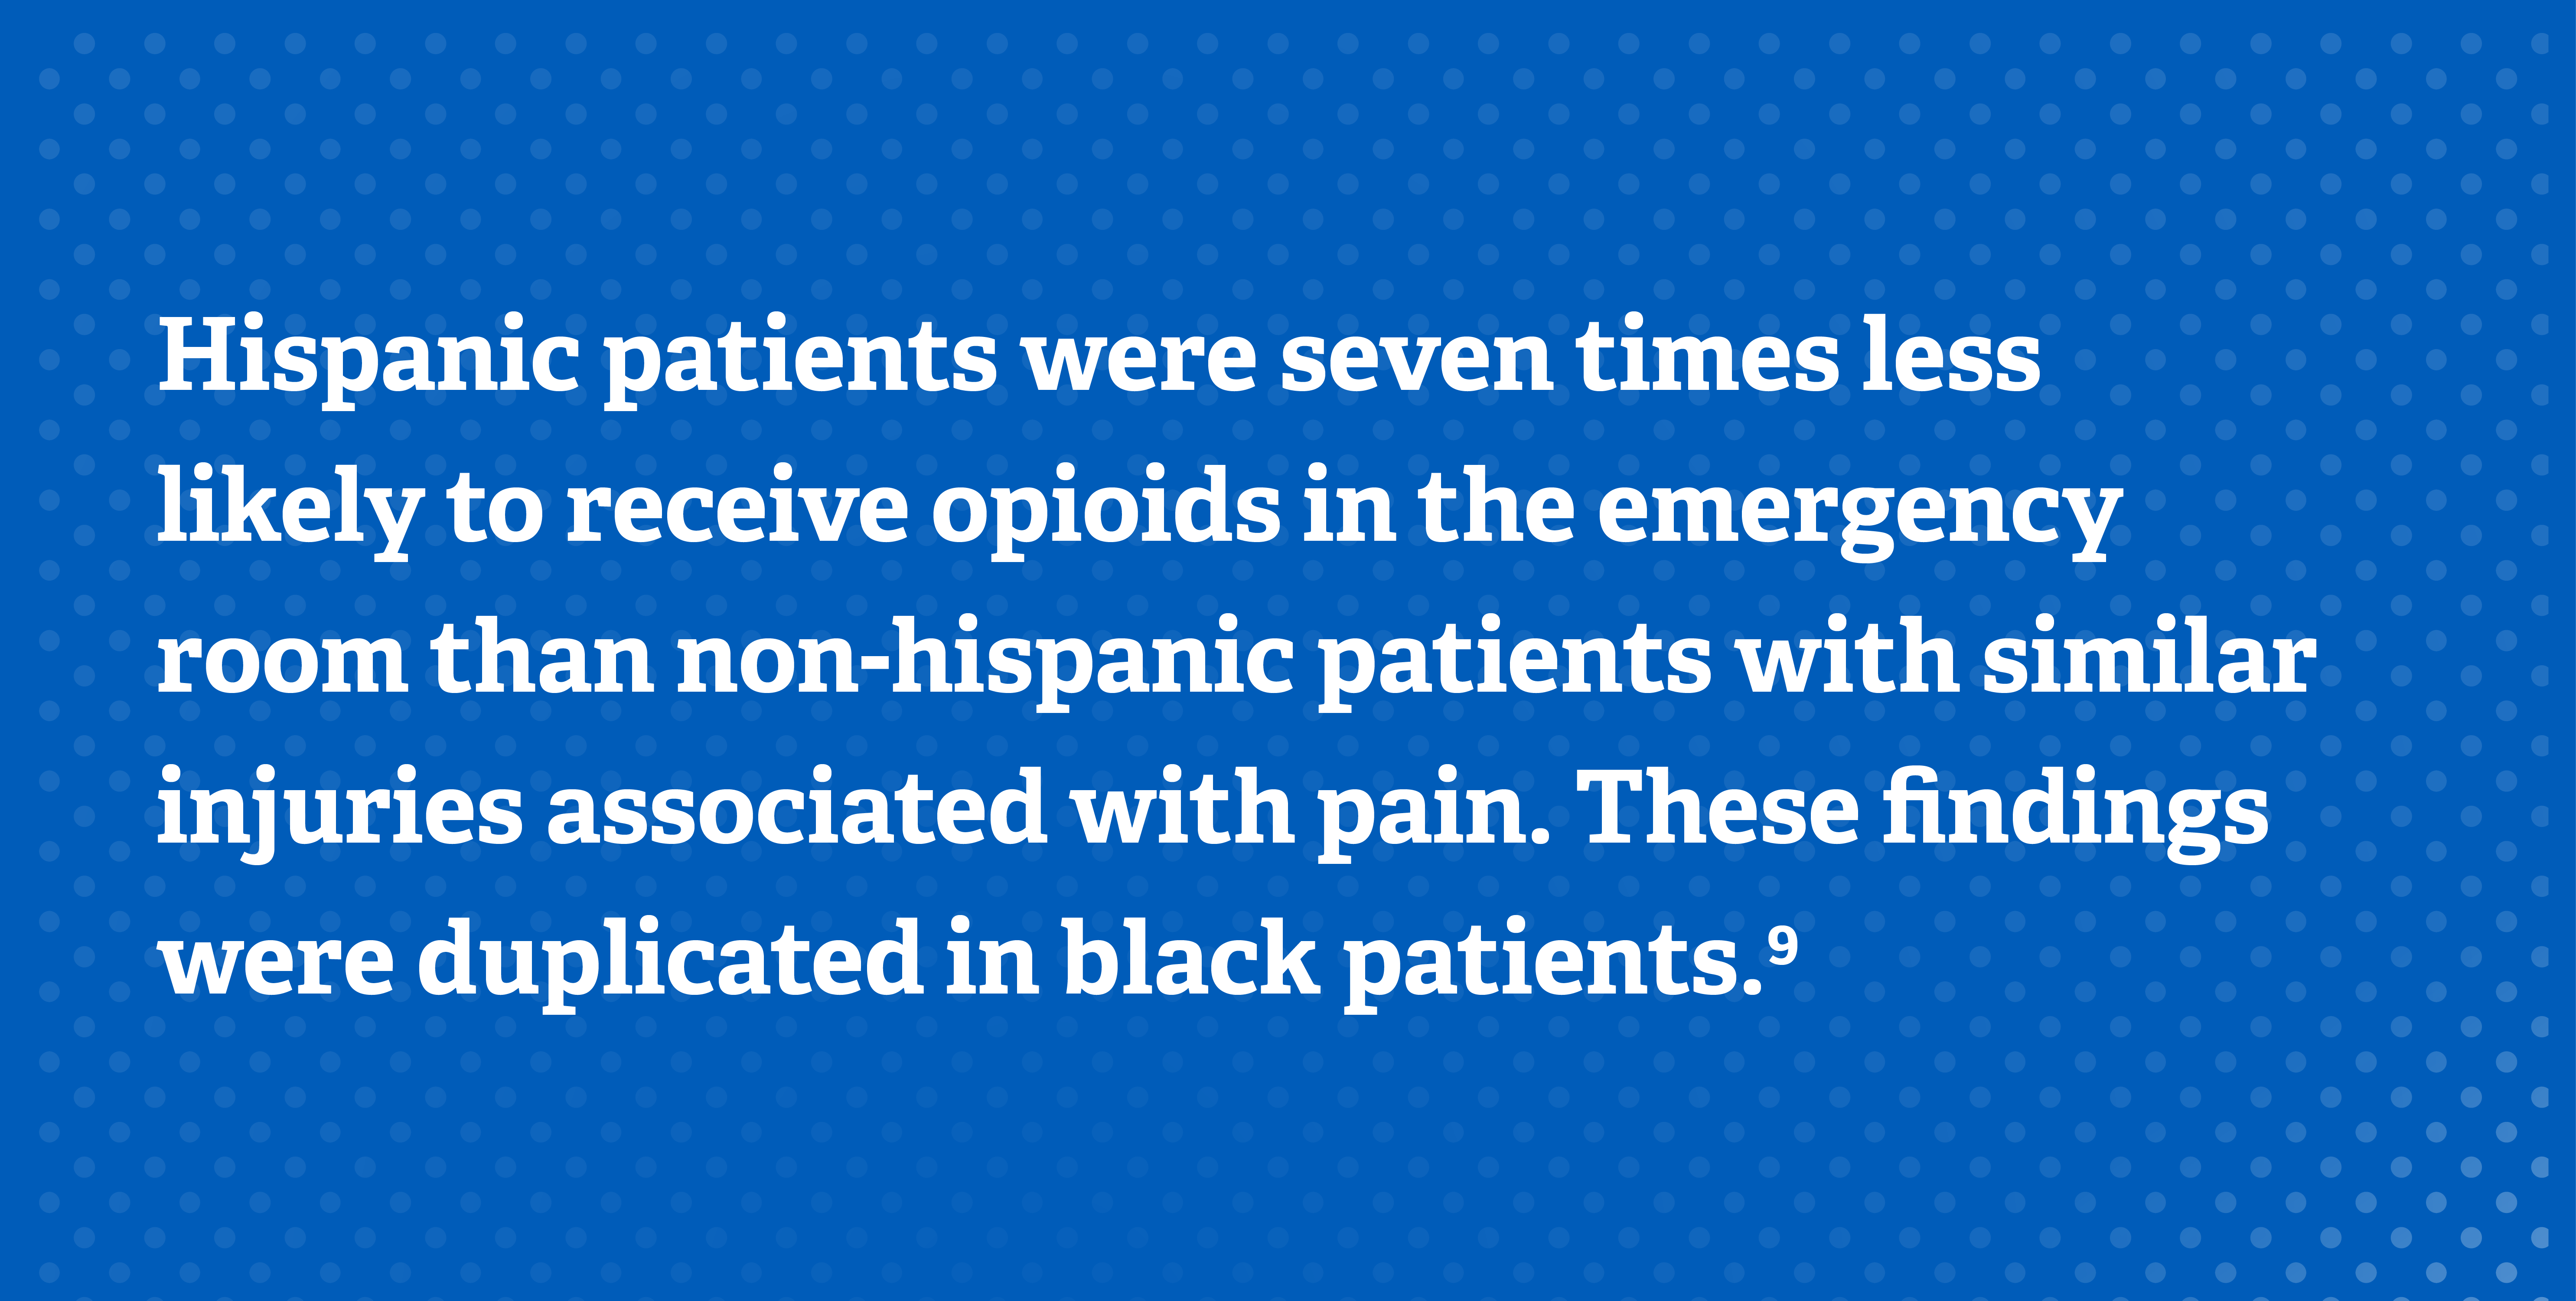 Hispanic patients were seven times less
likely to receive opioids in the emergency
room than non-hispanic patients with similar
injuries associated with pain. These findings
were duplicated in black patients.⁹